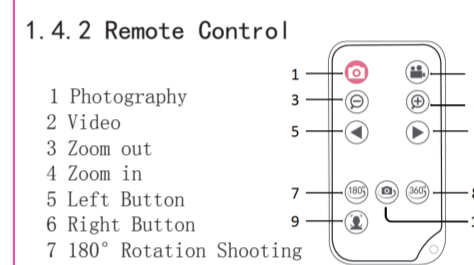 1.4.2 Remote Control
1 Photography
2 Video
3 Zoom out
4 Zoom in
5 Left Button
6 Right Button
7 180° Rotation Shooting
1
3
5
7
180°
360°
9